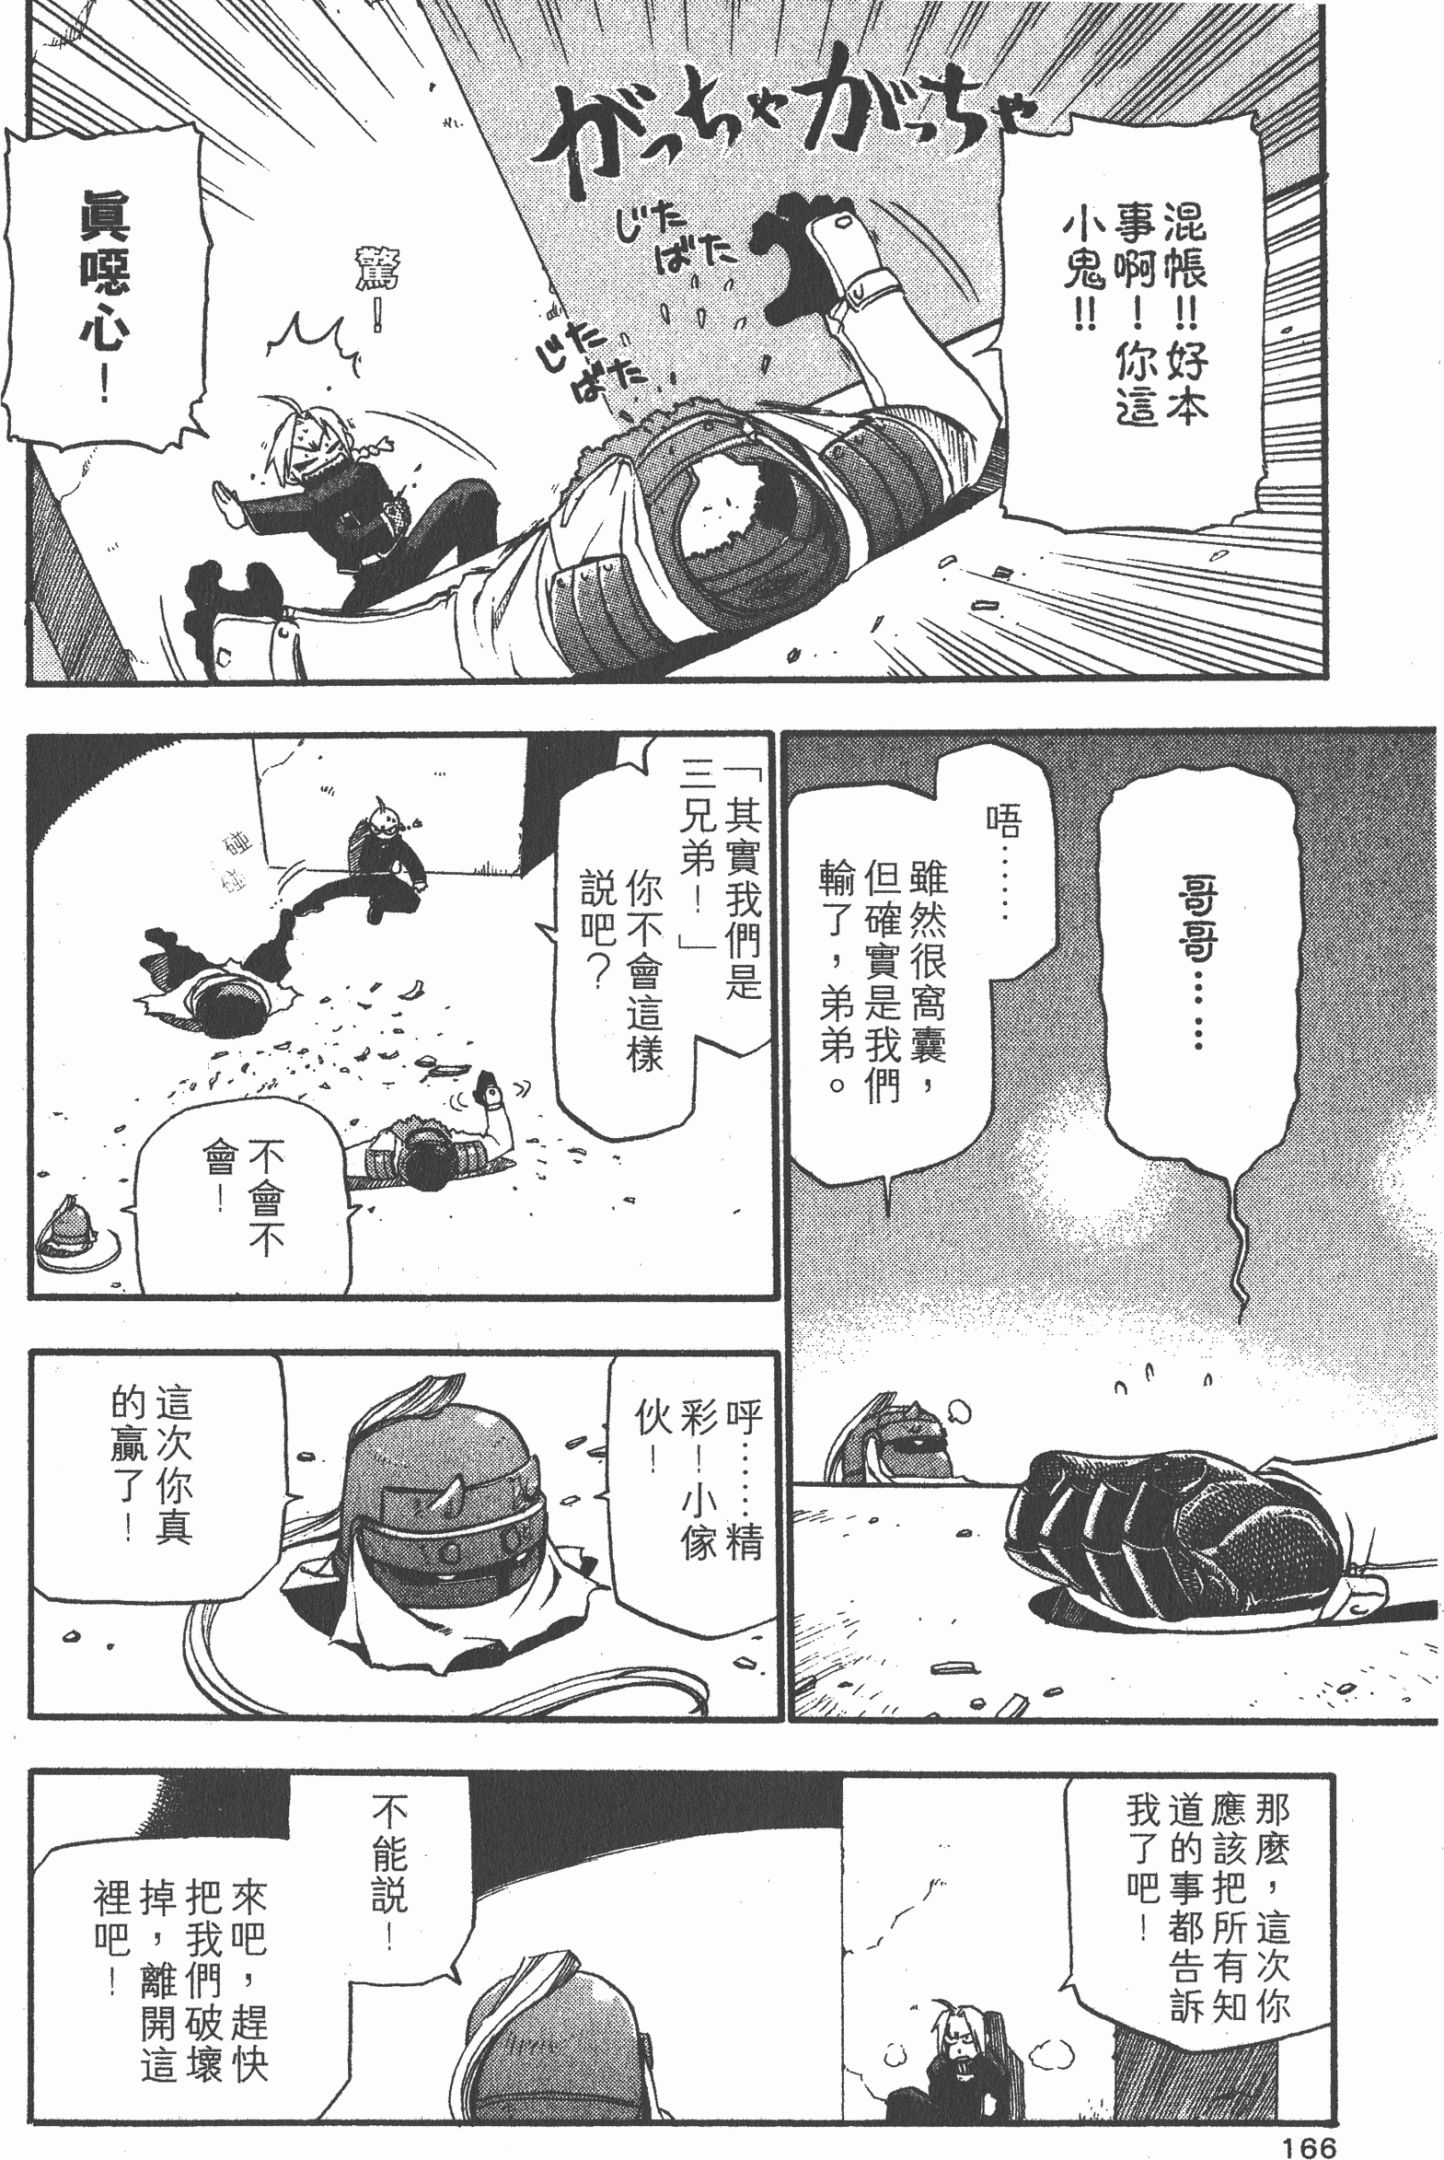 がっちゃがっちゃ
混帳!!好本
事啊！你這
小鬼!!
じた
ばた
じた
ばた
驚！
眞噁心！
哥哥……
唔……
雖然很窩囊，
但確實是我們
輸了，弟弟。
「其實我們是
三兄弟！」
你不會這樣
説吧？
碰
碰
不會不
會！
呼……精
彩！小傢
伙！
這次你真
的贏了！
那麼，這次你
應該把所有知
道的事都告訴
我了吧！
不能説！
來吧，趕快
把我們破壞
掉，離開這
裡吧！
166